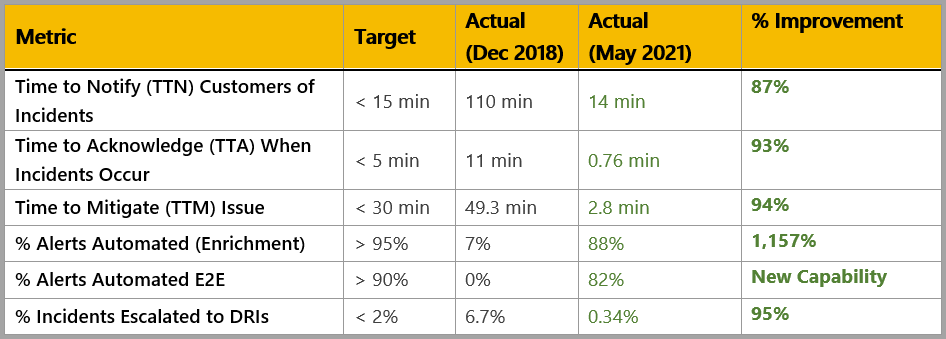 Metric Target Actual (Dec 2018) Actual (May 2021) % Improvement
Time to Notify (TTN) Customers of Incidents < 15 min 110 min 14 min 87%
Time to Acknowledge (TTA) When Incidents Occur < 5 min 11 min 0.76 min 93%
Time to Mitigate (TTM) Issue < 30 min 49.3 min 2.8 min 94%
% Alerts Automated (Enrichment) > 95% 7% 88% 1,157%
% Alerts Automated E2E > 90% 0% 82% New Capability
% Incidents Escalated to DRIs < 2% 6.7% 0.34% 95%